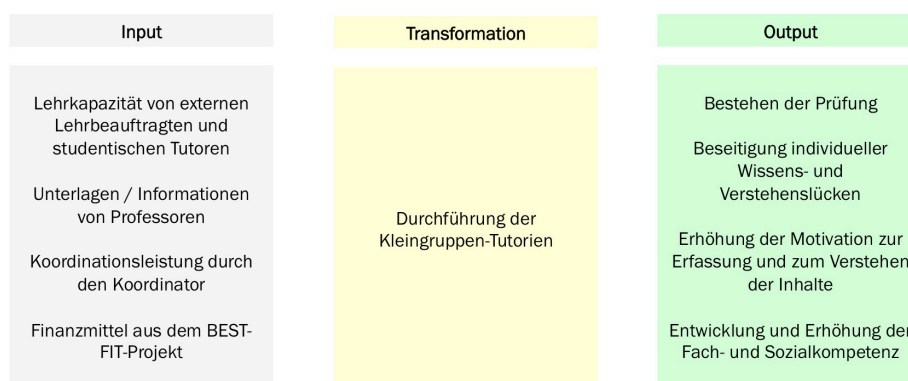 Input
Lehrkapazität von externen
Lehrbeauftragten und
studentischen Tutoren
Unterlagen / Informationen
von Professoren
Koordinationsleistung durch
den Koordinator
Finanzmittel aus dem BEST-
FIT-Projekt
Transformation
Durchführung der
Kleingruppen-Tutorien
Output
Bestehen der Prüfung
Beseitigung individueller
Wissens- und
Verstehenslücken
Erhöhung der Motivation zur
Erfassung und zum Verstehen
der Inhalte
Entwicklung und Erhöhung der
Fach- und Sozialkompetenz